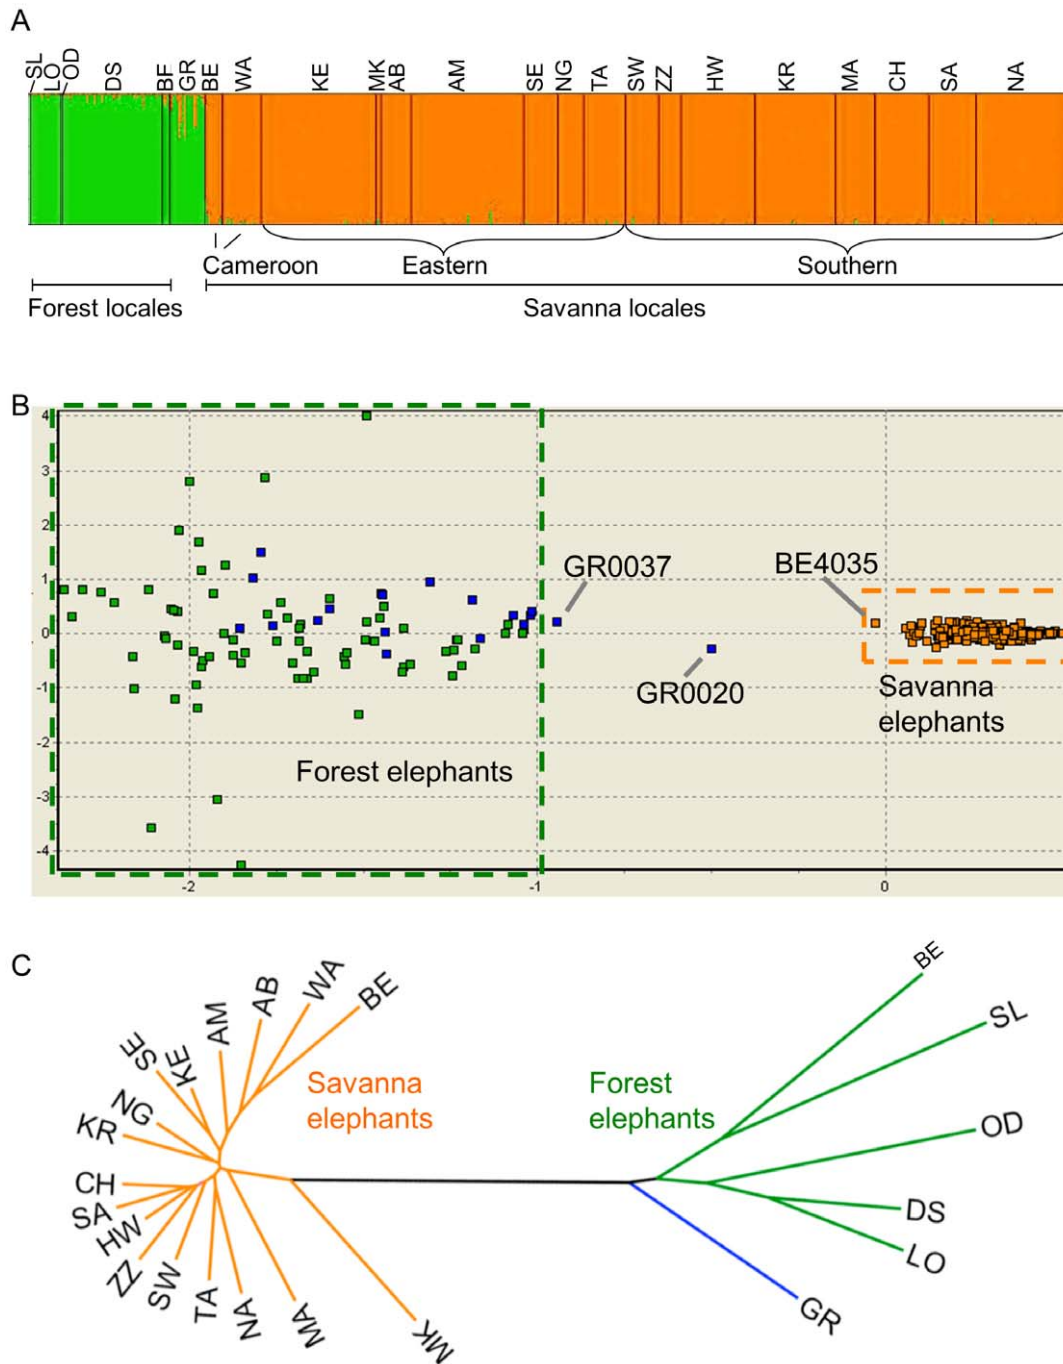 A
SL LO OD DS BE GR BE WA KE MK AB AM SE NG TA SW ZZ HW KR MA CH SA NA
Cameroon Eastern Southern
Forest locales Savanna locales
B
4
3
2
1
0
-1
-2
-3
-4
GR0037
BE4035
GR0020
Savanna
elephants
Forest elephants
-2 -1 0
C
SE KE AM AB WA BE
NG
KR
CH
SA
HW
ZZ
SW
TA
NA
MA
MK
Savanna
elephants
Forest
elephants
BE
SL
OD
DS
LO
GR